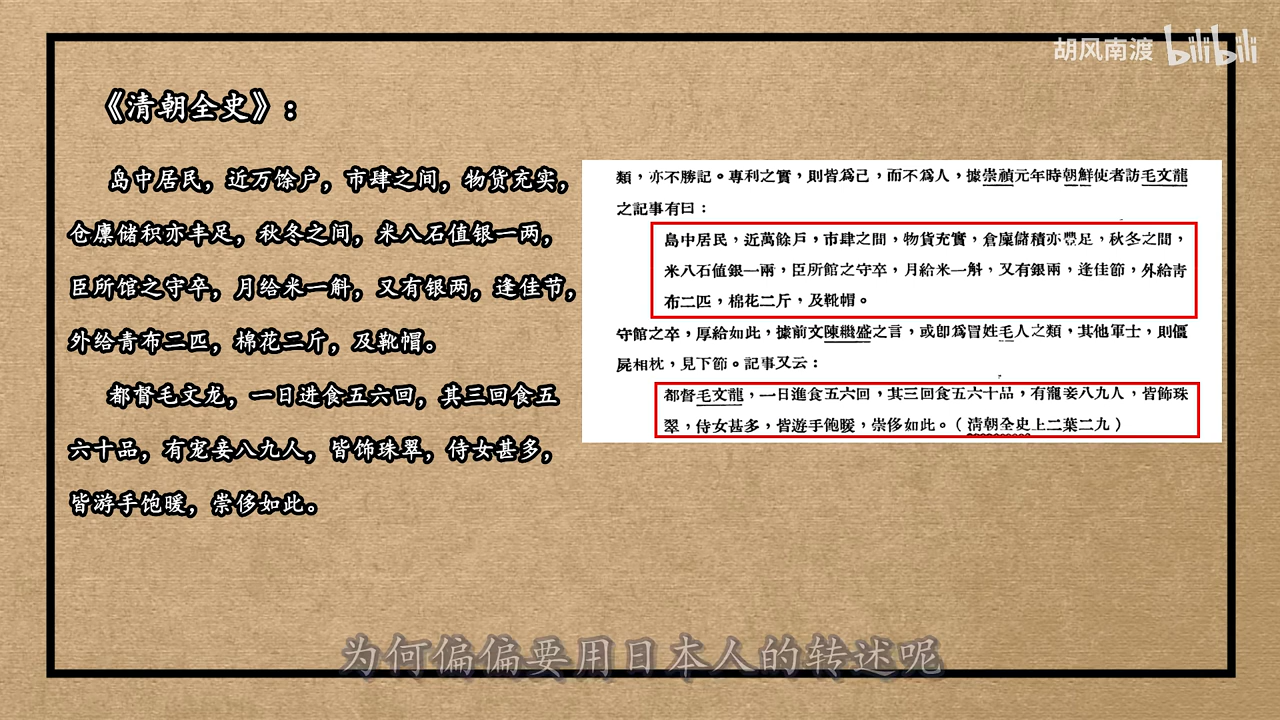 胡风南渡 bilibili
《清朝全史》：
岛中居民，近万馀户，市肆之间，物货充实，
仓廪储积亦丰足，秋冬之间，米八石值银一两，
臣所馆之守卒，月给米一斛，又有银两，逢佳节，
外给青布二匹，棉花二斤，及靴帽。
都督毛文龙，一日进食五六回，其三回食五
六十品，有宠妾八九人，皆饰珠翠，侍女甚多，
皆游手饱暖，崇侈如此。
類，亦不勝記。專利之實，則皆爲己，而不爲人，據崇禎元年時朝鮮使者訪毛文龍
之記事有曰：
島中居民，近萬餘戶，市肆之間，物貨充實，倉廩儲積亦豐足，秋冬之間，
米八石値銀一兩，臣所館之守卒，月給米一斛，又有銀兩，逢佳節，外給青
布二匹，棉花二斤，及靴帽。
守館之卒，厚給如此，據前文陳繼盛之言，或卽爲冒姓毛人之類，其他軍士，則僵
屍相枕，見下節。記事又云：
都督毛文龍，一日進食五六回，其三回食五六十品，有寵妾八九人，皆飾珠
翠，侍女甚多，皆遊手飽暖，崇侈如此。（清朝全史上二葉二九）
为何偏偏要用日本人的转述呢